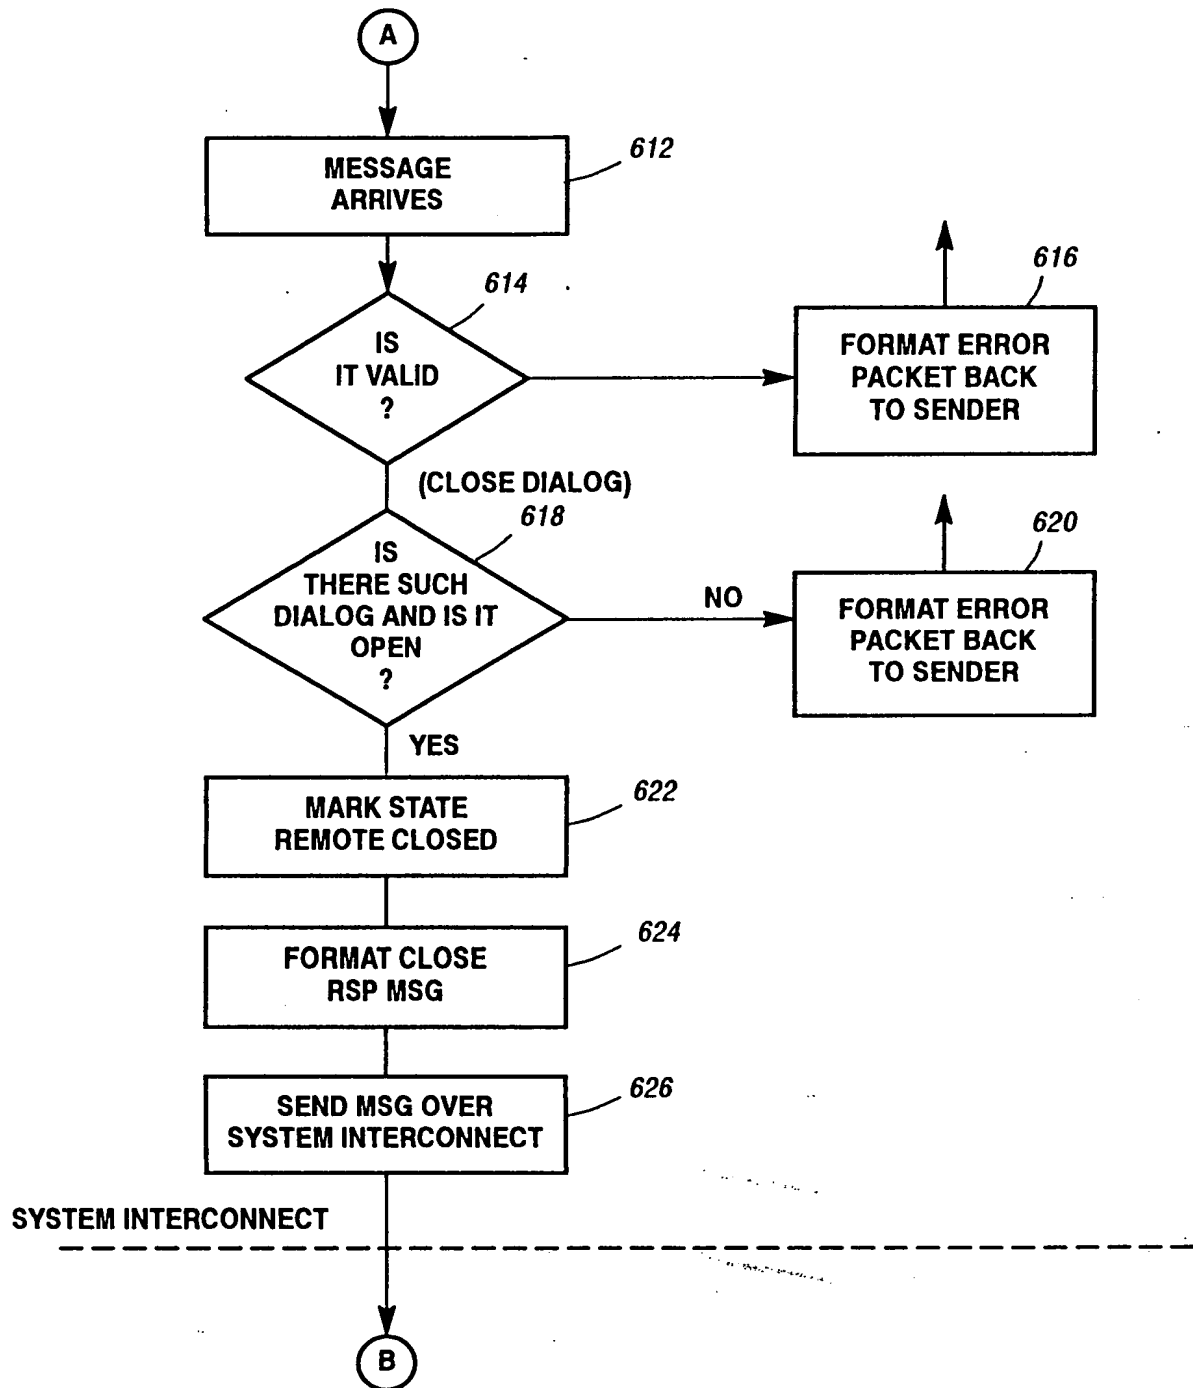 A
MESSAGE
ARRIVES
612
IS
IT VALID
?
614
FORMAT ERROR
PACKET BACK
TO SENDER
616
(CLOSE DIALOG)
IS
THERE SUCH
DIALOG AND IS IT
OPEN
?
618
NO
FORMAT ERROR
PACKET BACK
TO SENDER
620
YES
MARK STATE
REMOTE CLOSED
622
FORMAT CLOSE
RSP MSG
624
SEND MSG OVER
SYSTEM INTERCONNECT
626
SYSTEM INTERCONNECT
B